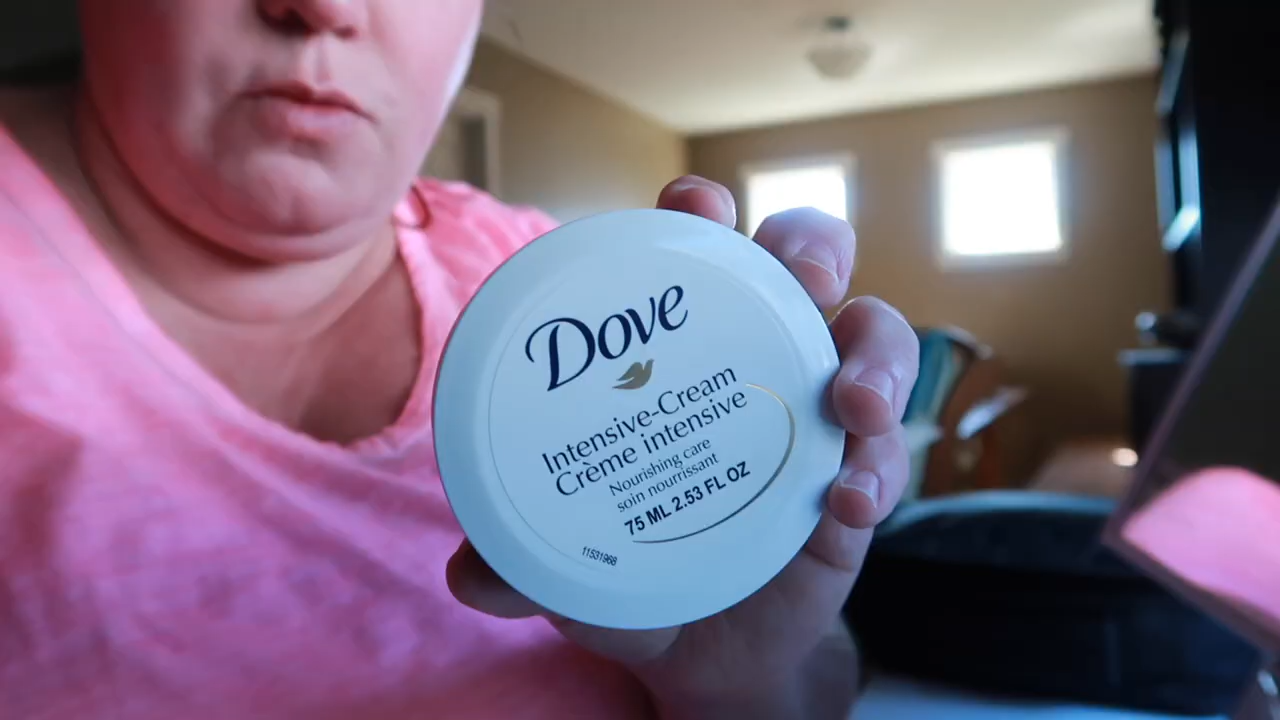 Dove
Intensive-Cream
Crème intensive
Nourishing care
soin nourrissant
75 ML 2.53 FL OZ
11531968